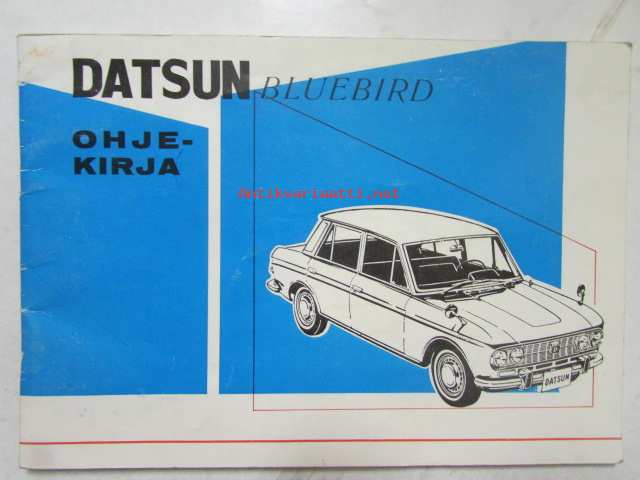 DATSUN BLUEBIRD
OHJE-
KIRJA
Antikvariaatti.net
DATSUN